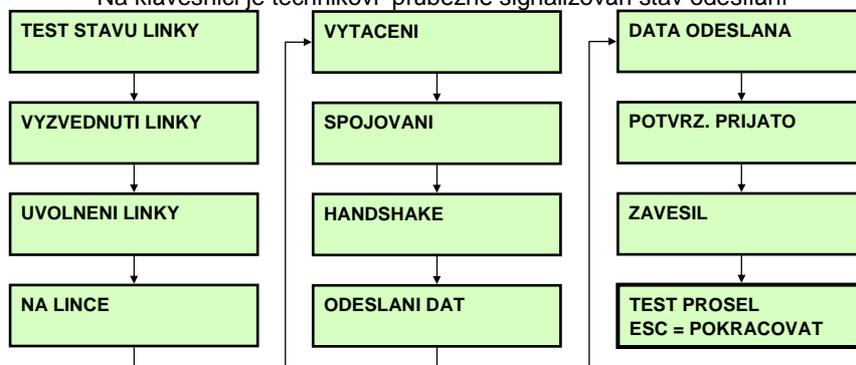 Na klávesnici je technikovi průběžně signalizován stav odesílání
TEST STAVU LINKY
VYZVEDNUTI LINKY
UVOLNENI LINKY
NA LINCE
VYTACENI
SPOJOVANI
HANDSHAKE
ODESLANI DAT
DATA ODESLANA
POTVRZ. PRIJATO
ZAVESIL
TEST PROSEL
ESC = POKRACOVAT